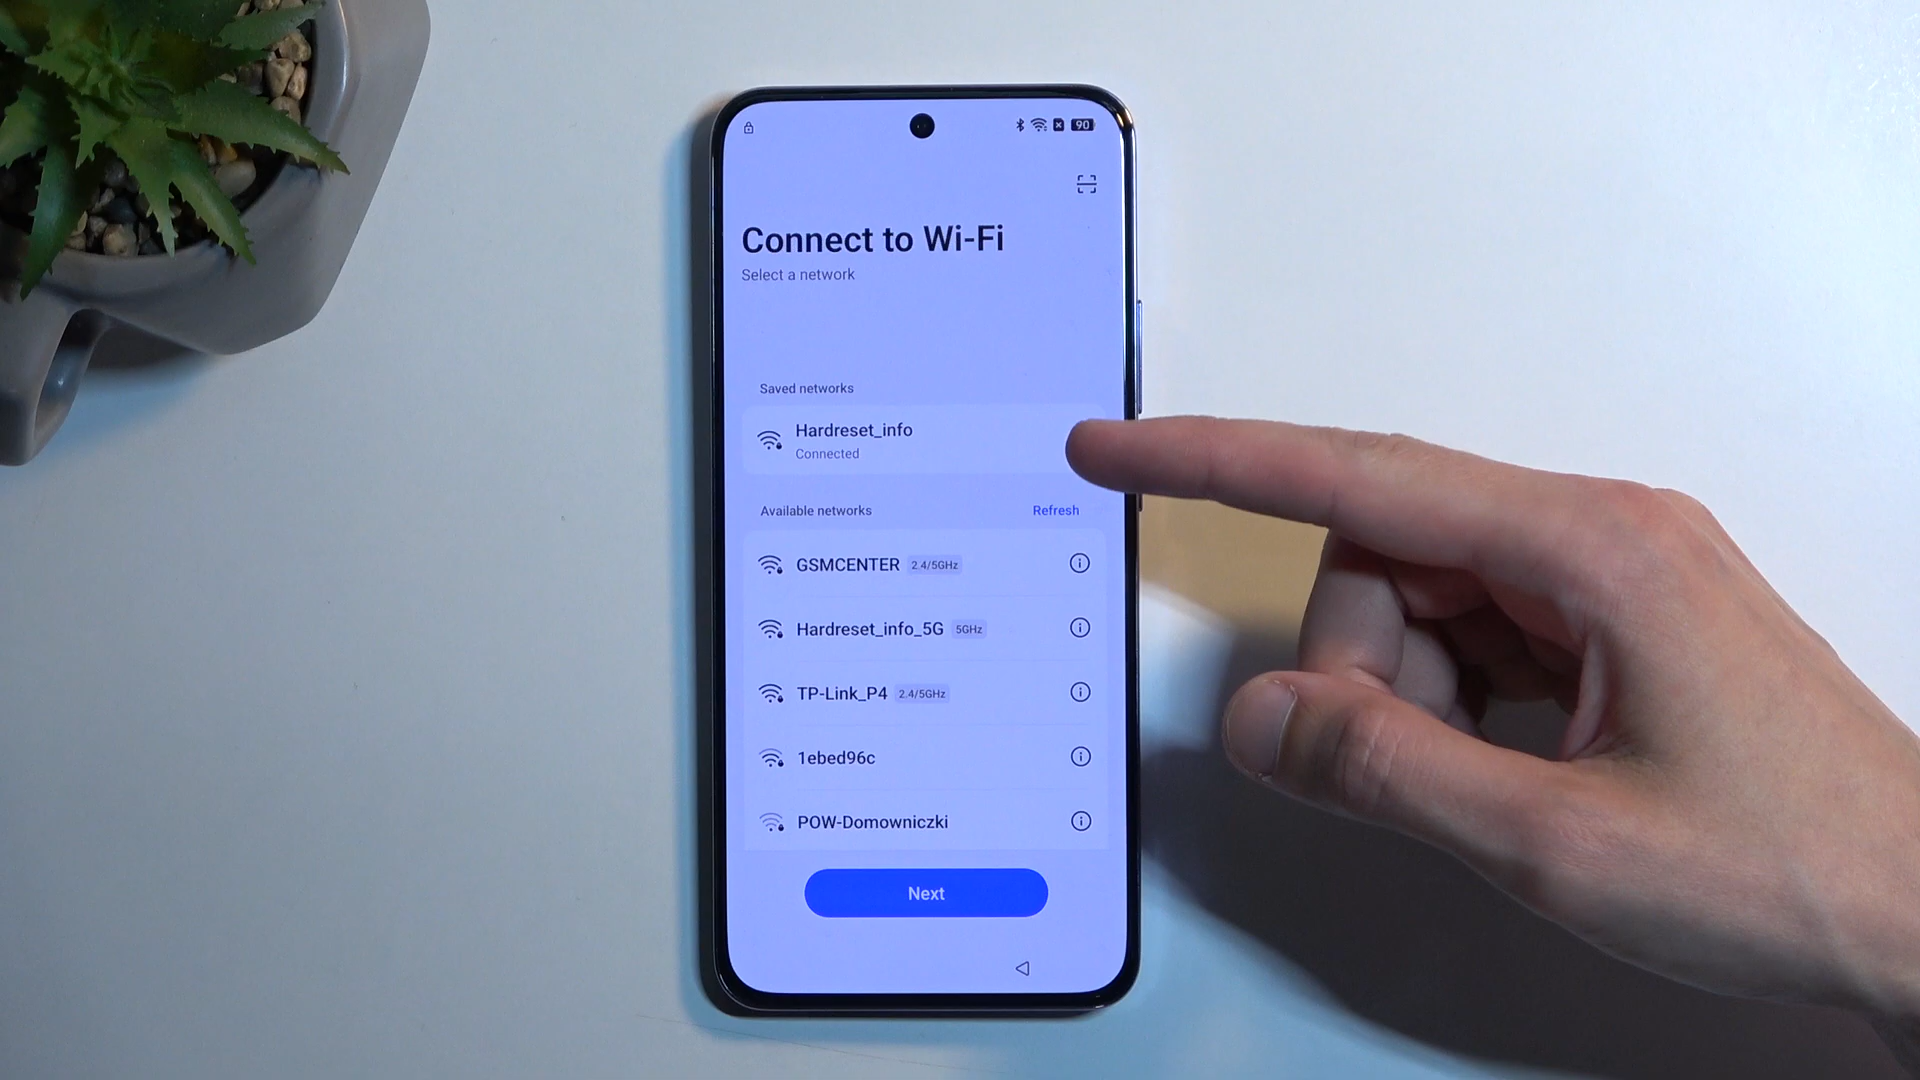 90
Connect to Wi-Fi
Select a network
Saved networks
Hardreset_info
Connected
Available networks Refresh
GSMCENTER 2.4/5GHz
Hardreset_info_5G 5GHz
TP-Link_P4 2.4/5GHz
1ebed96c
POW-Domowniczki
Next